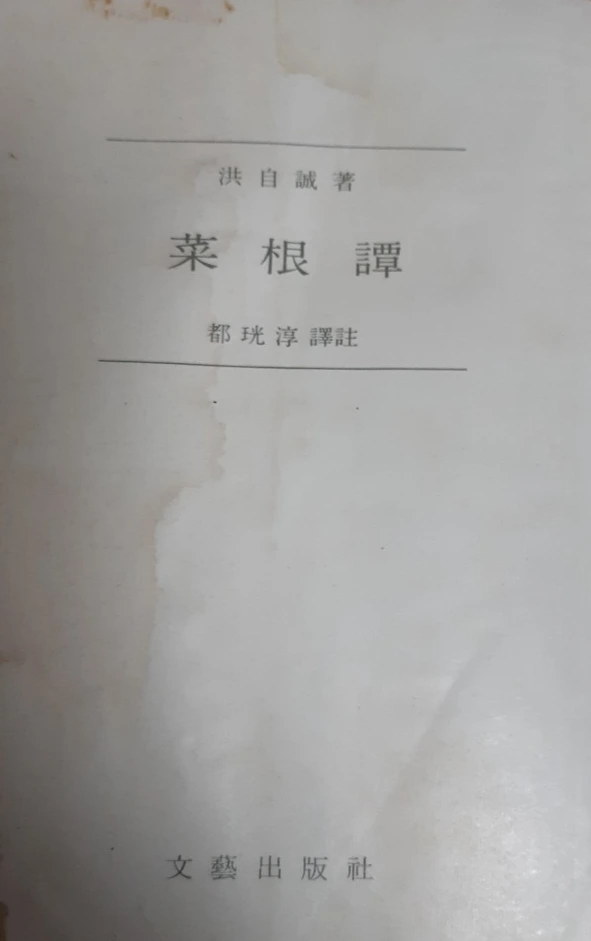 洪自誠著
菜根譚
都珖淳譯註
文藝出版社